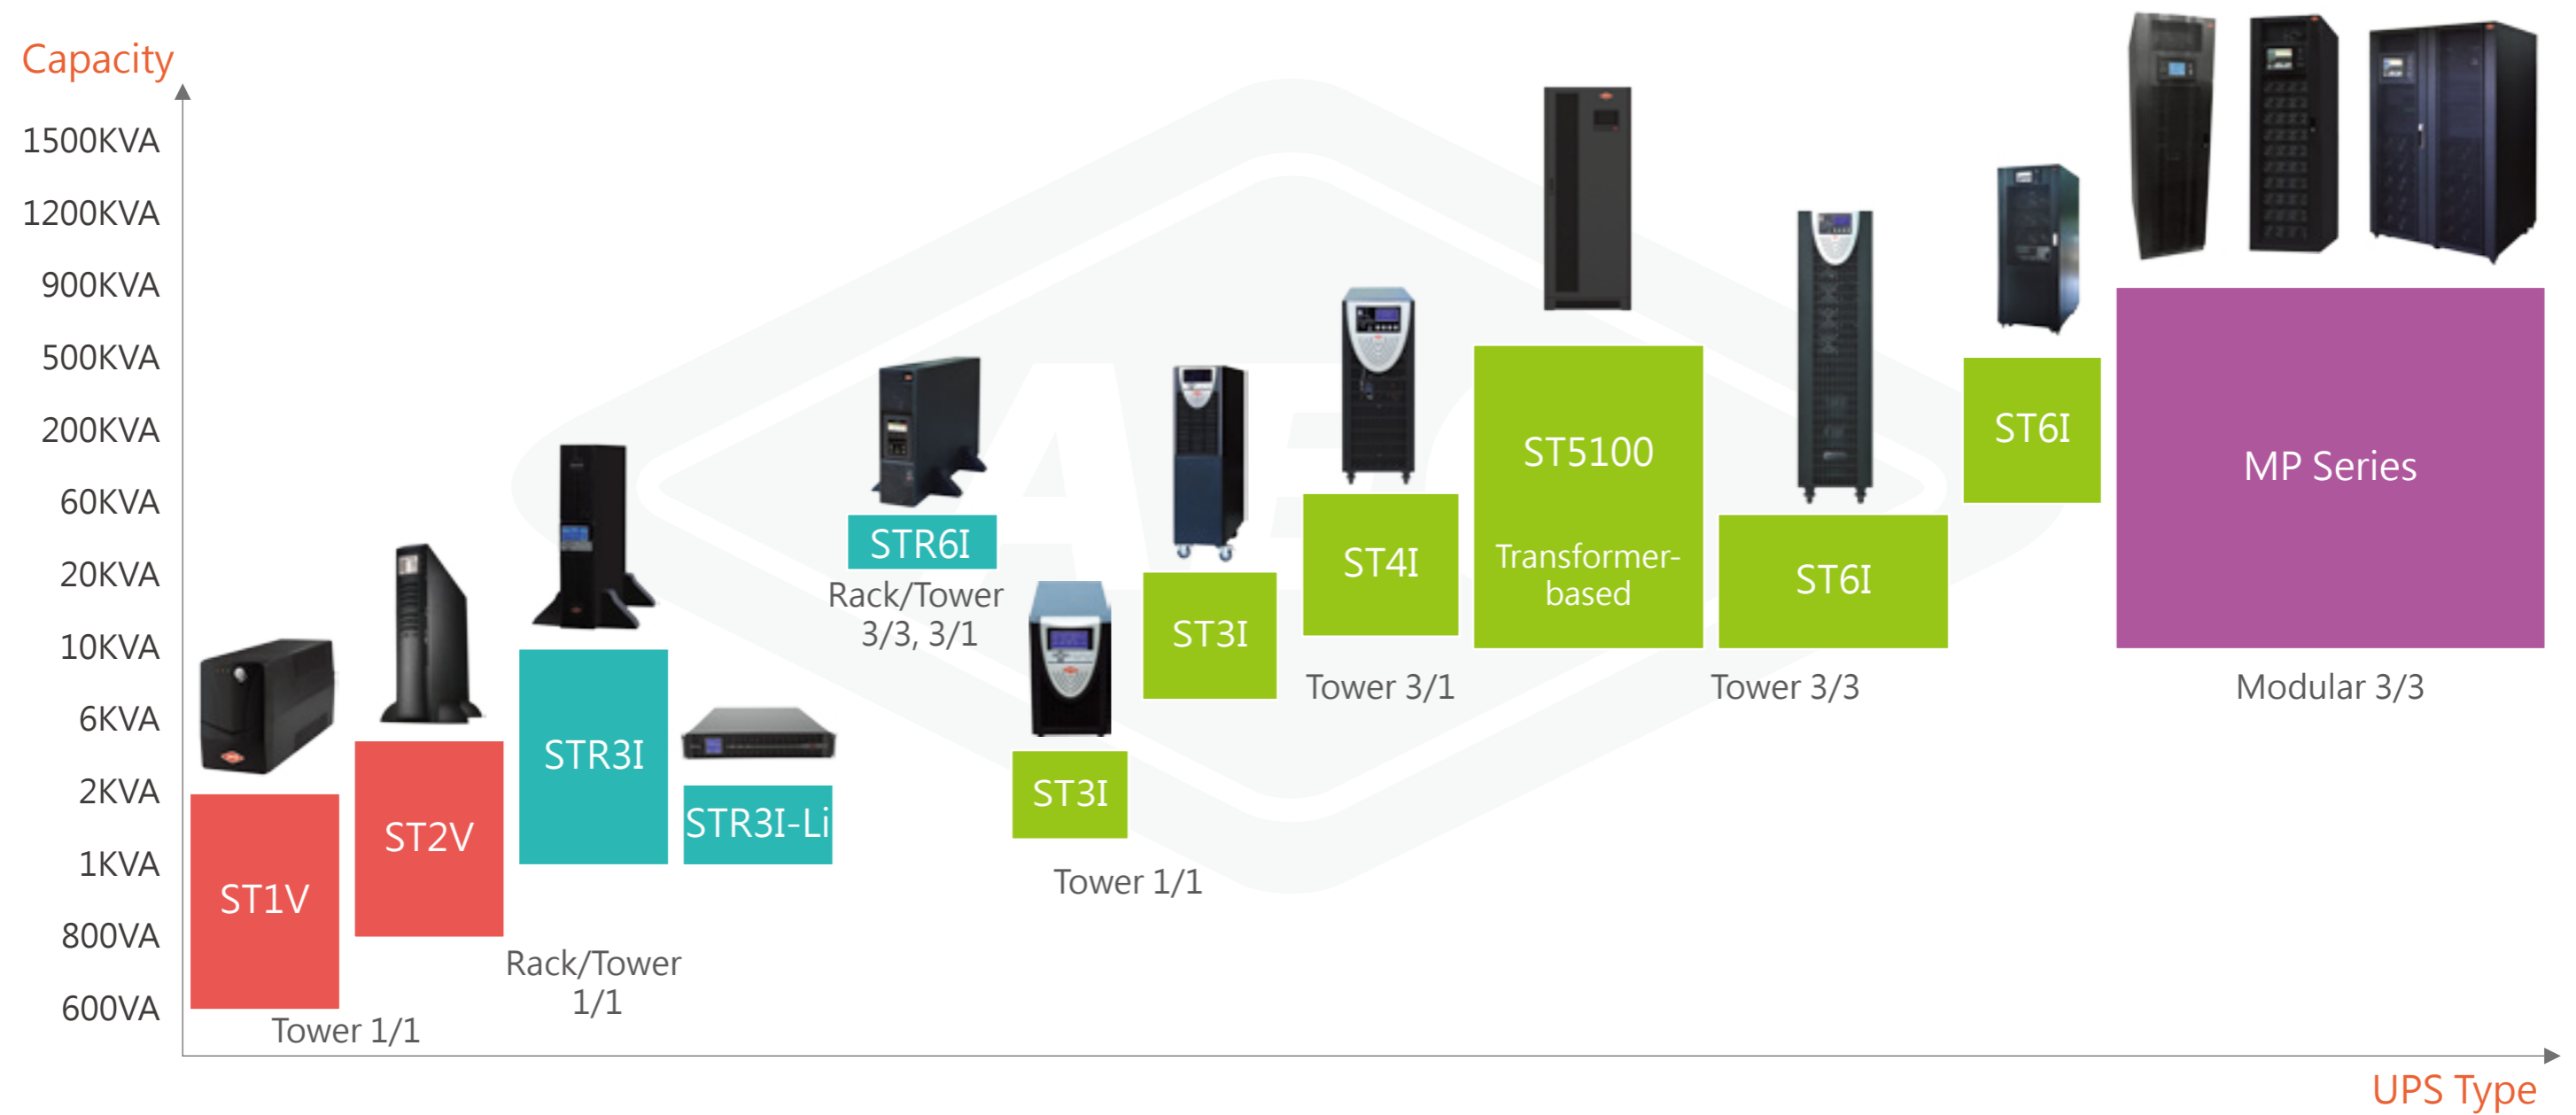 Capacity
1500KVA
1200KVA
900KVA
500KVA
200KVA
60KVA
20KVA
10KVA
6KVA
2KVA
1KVA
800VA
600VA
ST1V
ST2V
Tower 1/1
STR3I
STR3I-Li
Rack/Tower
1/1
STR6I
Rack/Tower
3/3, 3/1
ST3I
ST3I
Tower 1/1
ST4I
Tower 3/1
ST5100
Transformer-
based
ST6I
Tower 3/3
ST6I
MP Series
Modular 3/3
UPS Type